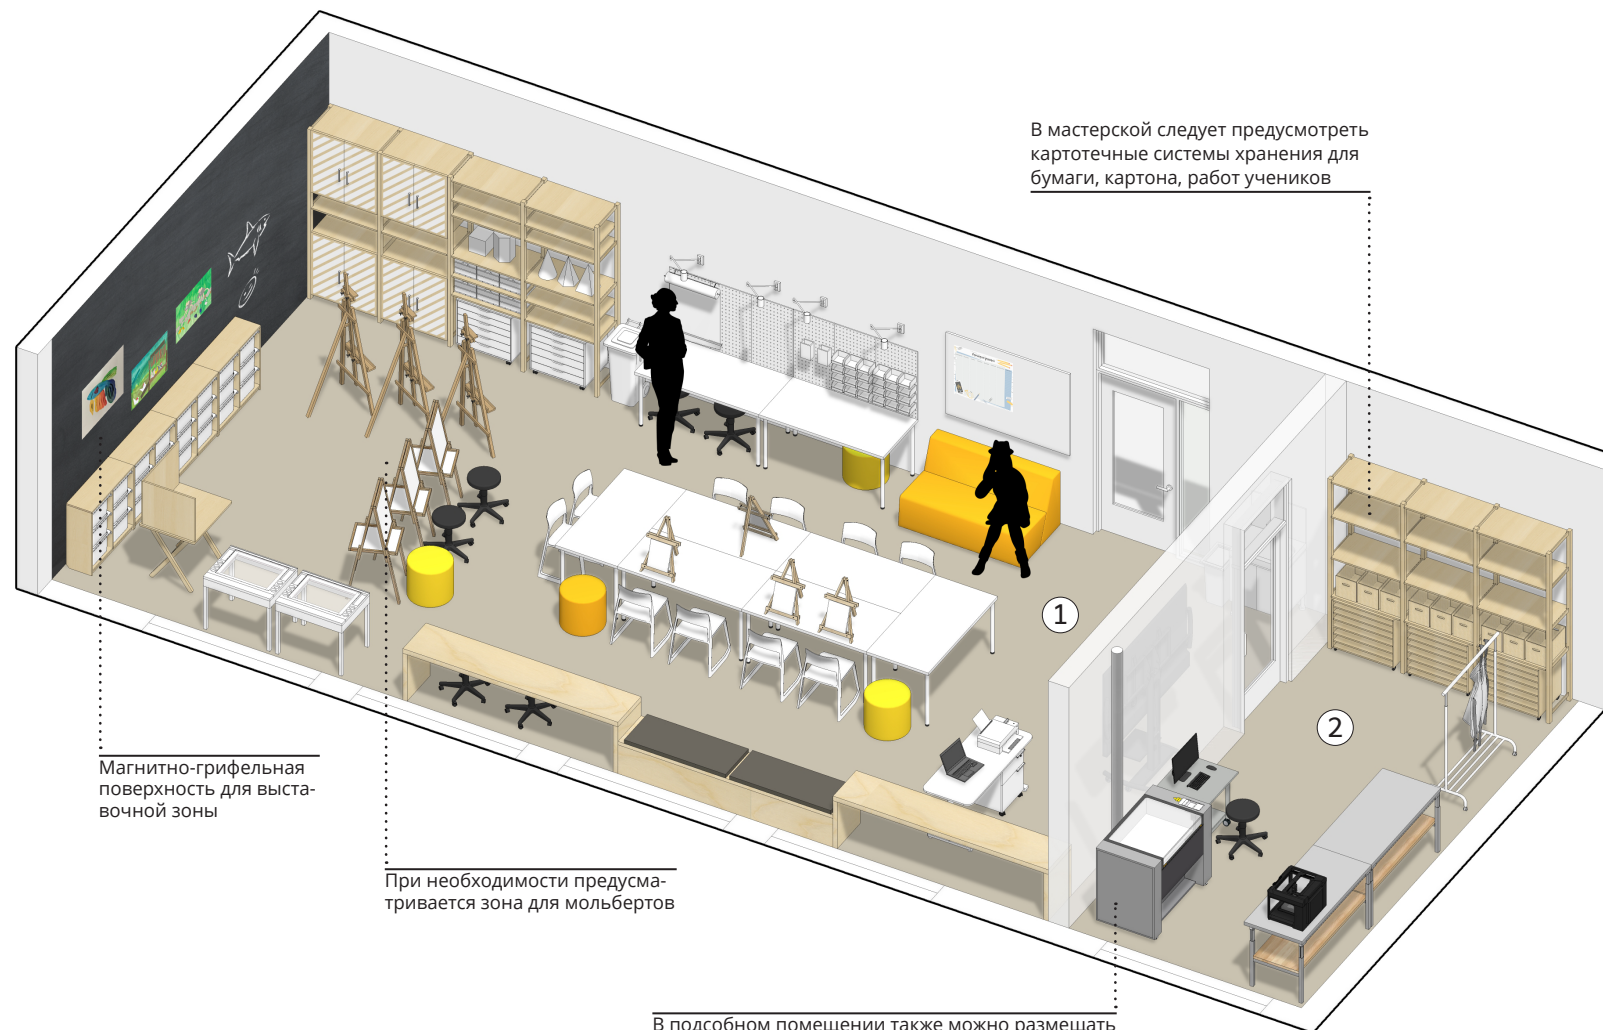 В мастерской следует предусмотреть
картотечные системы хранения для
бумаги, картона, работ учеников
1
2
Магнитно-грифельная
поверхность для выста-
вочной зоны
При необходимости предусма-
тривается зона для мольбертов
В подсобном помещении также можно размещать